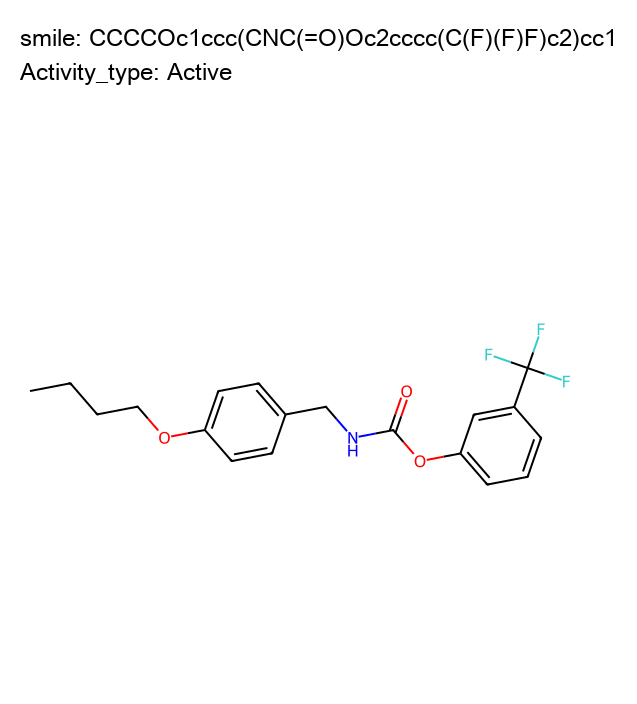 smile: CCCCOc1ccc(CNC(=O)Oc2cccc(C(F)(F)F)c2)cc1
Activity_type: Active
F
F
F
O
O
N
H
O